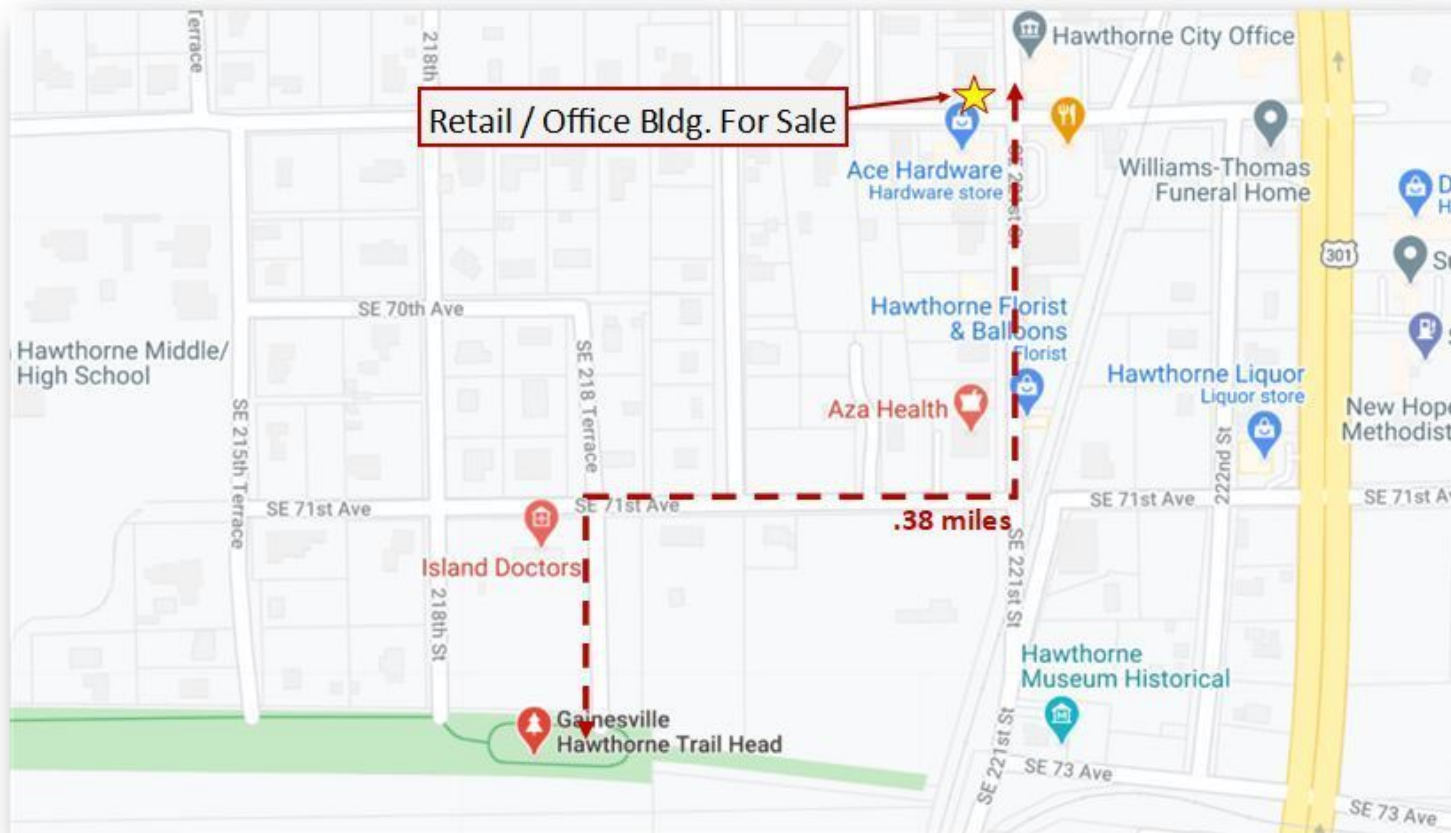 Terrace
218th
Hawthorne City Office
Retail / Office Bldg. For Sale
Ace Hardware
Hardware store
SE 221st St
Williams-Thomas
Funeral Home
D
H
301
Su
SE 70th Ave
Hawthorne Florist
& Balloons
Florist
S
Hawthorne Middle/
High School
SE 218 Terrace
Aza Health
Hawthorne Liquor
Liquor store
New Hope
Methodist
SE 215th Terrace
222nd St
SE 71st Ave
SE 71st Ave
SE 71st Ave
SE 71st Av
.38 miles
Island Doctors
218th St
SE 221st St
Hawthorne
Museum Historical
Gainesville
Hawthorne Trail Head
SE 221st St
SE 73 Ave
SE 73 Ave